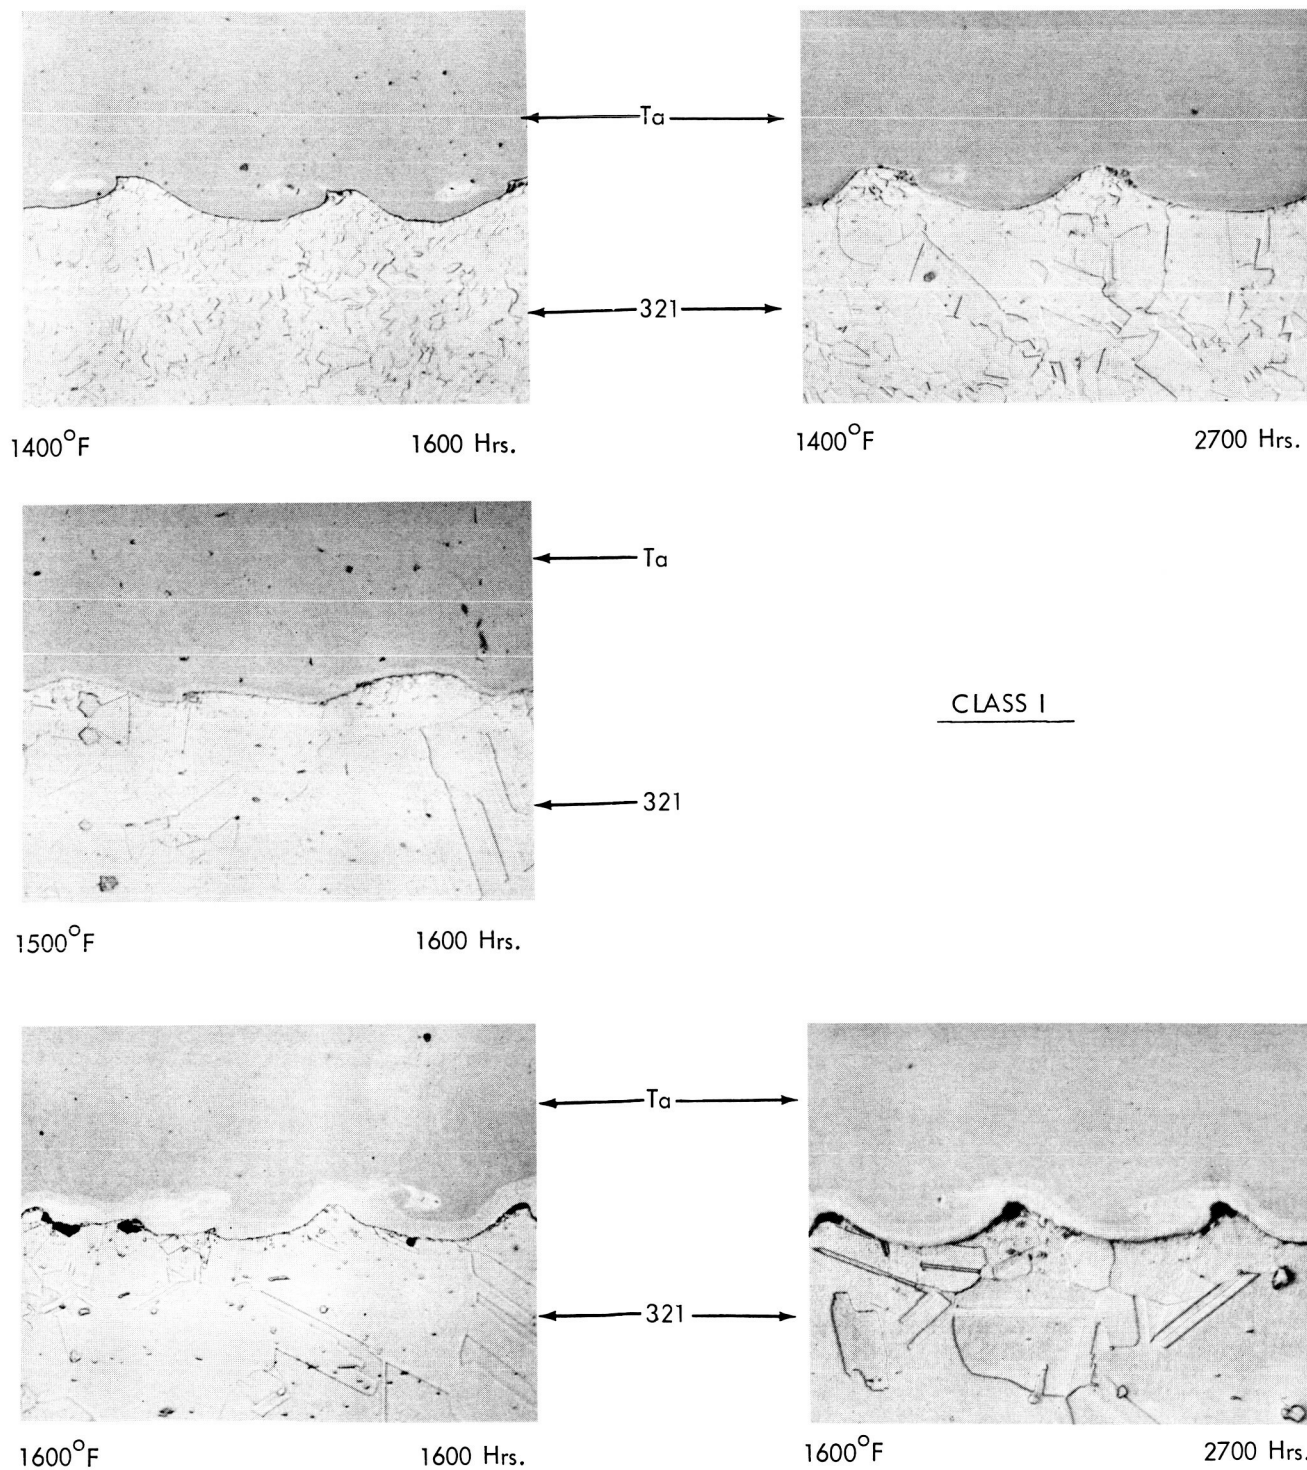 Ta
321
1400°F 1600 Hrs.
1400°F 2700 Hrs.
Ta
CLASS I
321
1500°F 1600 Hrs.
Ta
321
1600°F 1600 Hrs.
1600°F 2700 Hrs.